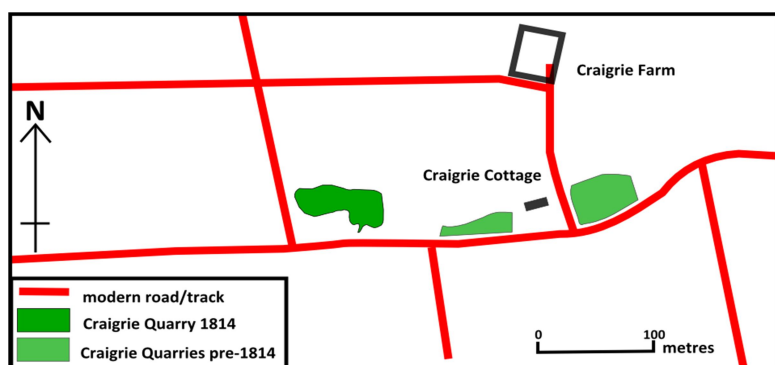 Craigrie Farm
N
Craigrie Cottage
modern road/track
Craigrie Quarry 1814
Craigrie Quarries pre-1814
0 100
metres